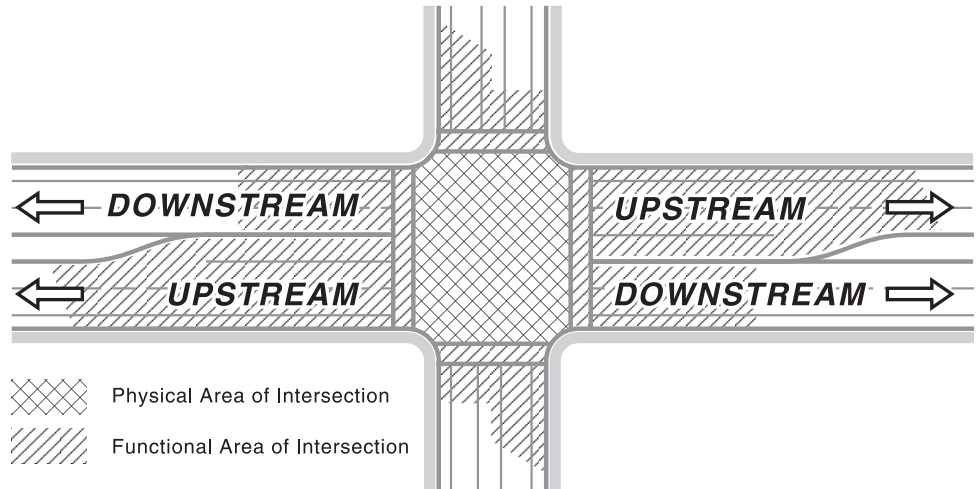 DOWNSTREAM
UPSTREAM
UPSTREAM
DOWNSTREAM
Physical Area of Intersection
Functional Area of Intersection